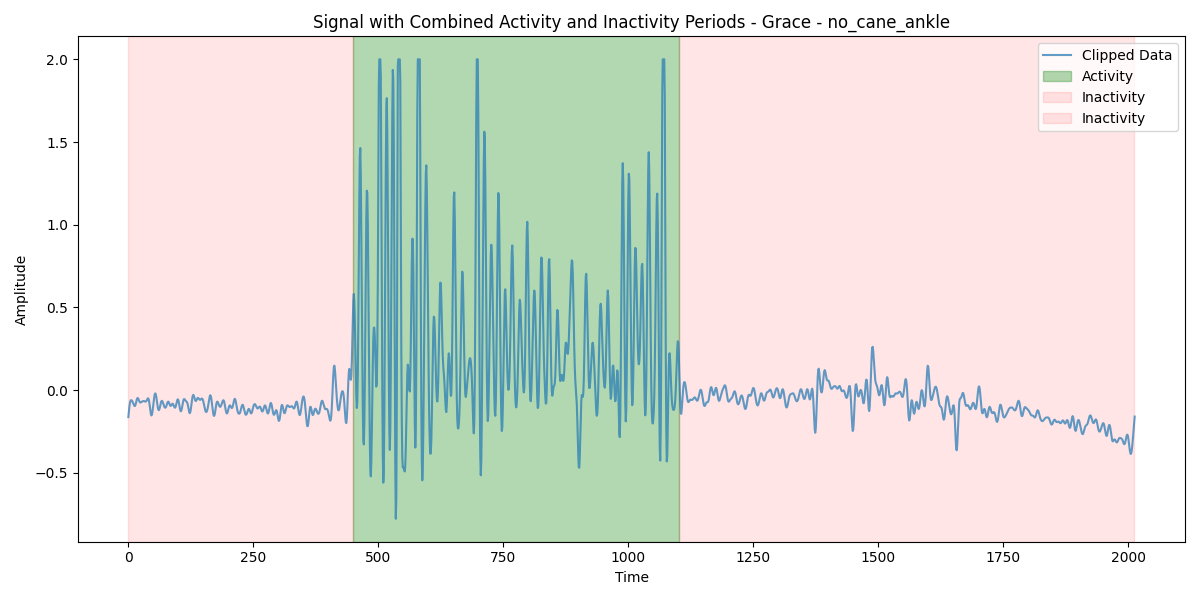 Signal with Combined Activity and Inactivity Periods - Grace - no_cane_ankle
Clipped Data
Activity
Inactivity
Inactivity
Amplitude
2.0
1.5
1.0
0.5
0.0
−0.5
0 250 500 750 1000 1250 1500 1750 2000
Time